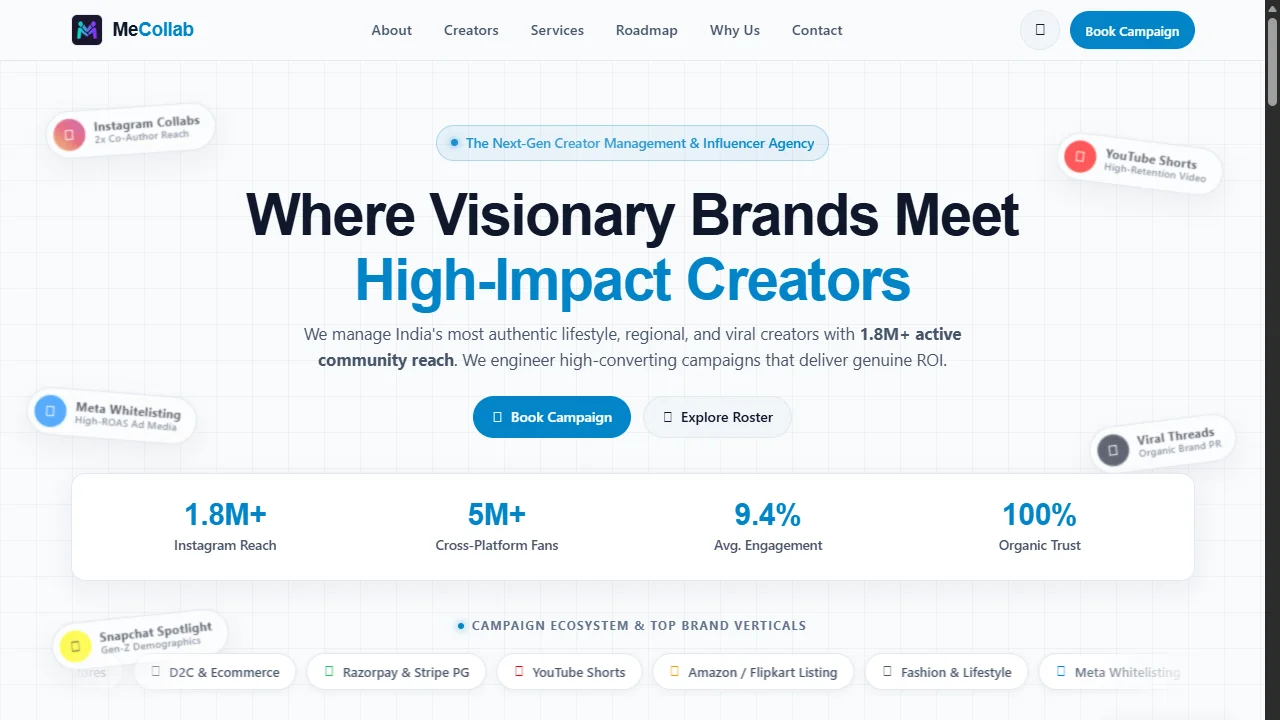 MeCollab
About
Creators
Services
Roadmap
Why Us
Contact
Book Campaign
Instagram Collabs
2x Co-Author Reach
The Next-Gen Creator Management & Influencer Agency
YouTube Shorts
High-Retention Video
Where Visionary Brands Meet
High-Impact Creators
We manage India's most authentic lifestyle, regional, and viral creators with 1.8M+ active
community reach. We engineer high-converting campaigns that deliver genuine ROI.
Meta Whitelisting
High-ROAS Ad Media
Book Campaign
Explore Roster
Viral Threads
Organic Brand PR
1.8M+
Instagram Reach
5M+
Cross-Platform Fans
9.4%
Avg. Engagement
100%
Organic Trust
Snapchat Spotlight
Gen-Z Demographics
CAMPAIGN ECOSYSTEM & TOP BRAND VERTICALS
D2C & Ecommerce
Razorpay & Stripe PG
YouTube Shorts
Amazon / Flipkart Listing
Fashion & Lifestyle
Meta Whitelisting